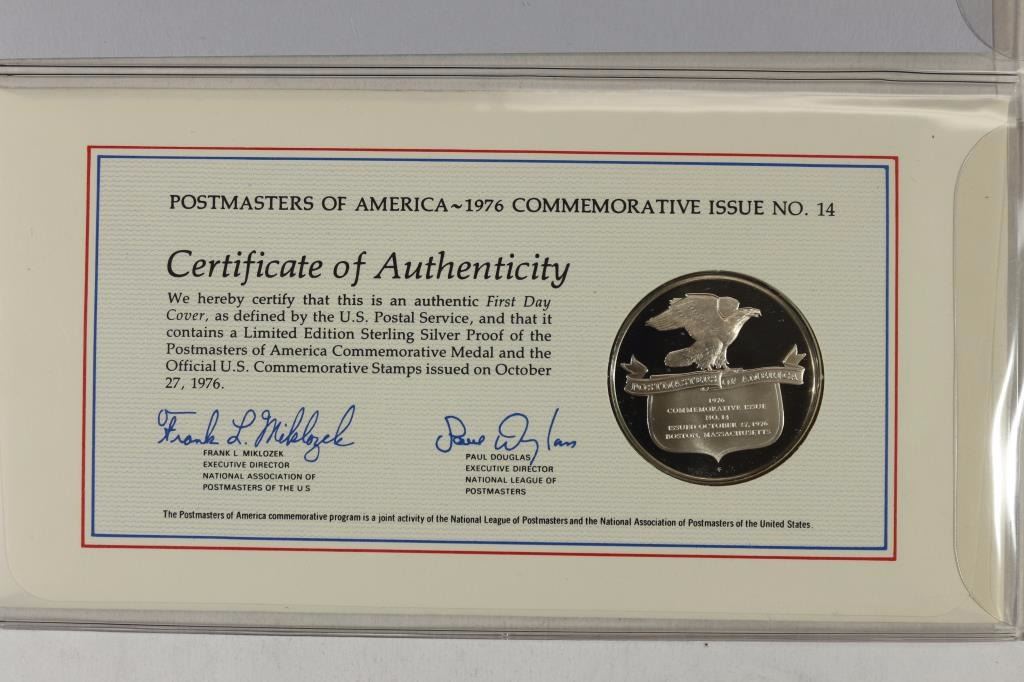 POSTMASTERS OF AMERICA~1976 COMMEMORATIVE ISSUE NO. 14
Certificate of Authenticity
We hereby certify that this is an authentic First Day
Cover, as defined by the U.S. Postal Service, and that it
contains a Limited Edition Sterling Silver Proof of the
Postmasters of America Commemorative Medal and the
Official U.S. Commemorative Stamps issued on October
27, 1976.
Frank L. Miklozek
FRANK L MIKLOZEK
EXECUTIVE DIRECTOR
NATIONAL ASSOCIATION OF
POSTMASTERS OF THE U S
Paul Douglas
PAUL DOUGLAS
EXECUTIVE DIRECTOR
NATIONAL LEAGUE OF
POSTMASTERS
POSTMASTERS OF AMERICA
1976
COMMEMORATIVE ISSUE
NO. 14
ISSUED OCTOBER 27, 1976
BOSTON, MASSACHUSETTS
The Postmasters of America commemorative program is a joint activity of the National League of Postmasters and the National Association of Postmasters of the United States.